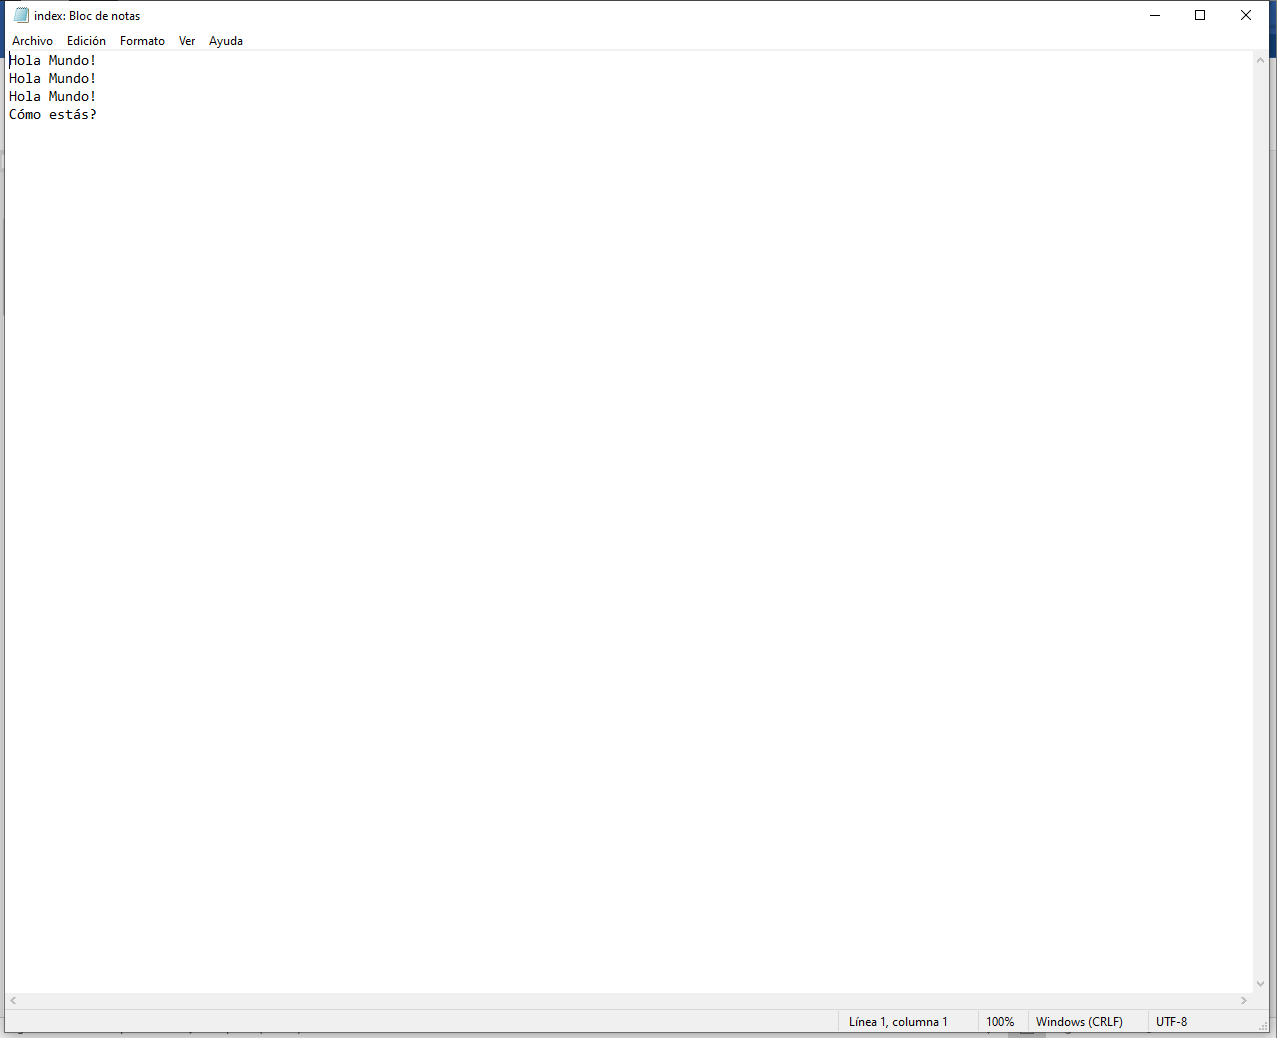 index: Bloc de notas
Archivo Edición Formato Ver Ayuda
Hola Mundo!
Hola Mundo!
Hola Mundo!
Cómo estás?
Línea 1, columna 1 100% Windows (CRLF) UTF-8